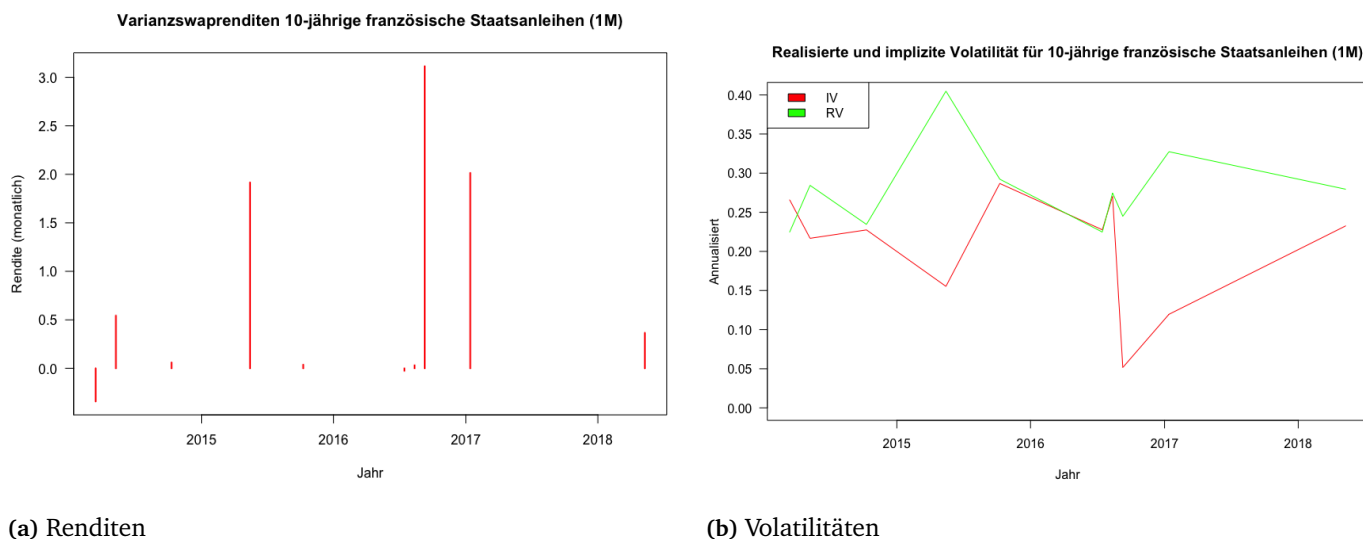 Varianzswaprenditen 10-jährige französische Staatsanleihen (1M)
Rendite (monatlich)
3.0
2.5
2.0
1.5
1.0
0.5
0.0
2015 2016 2017 2018
Jahr
(a) Renditen
Realisierte und implizite Volatilität für 10-jährige französische Staatsanleihen (1M)
IV
RV
Annualisiert
0.40
0.35
0.30
0.25
0.20
0.15
0.10
0.05
0.00
2015 2016 2017 2018
Jahr
(b) Volatilitäten